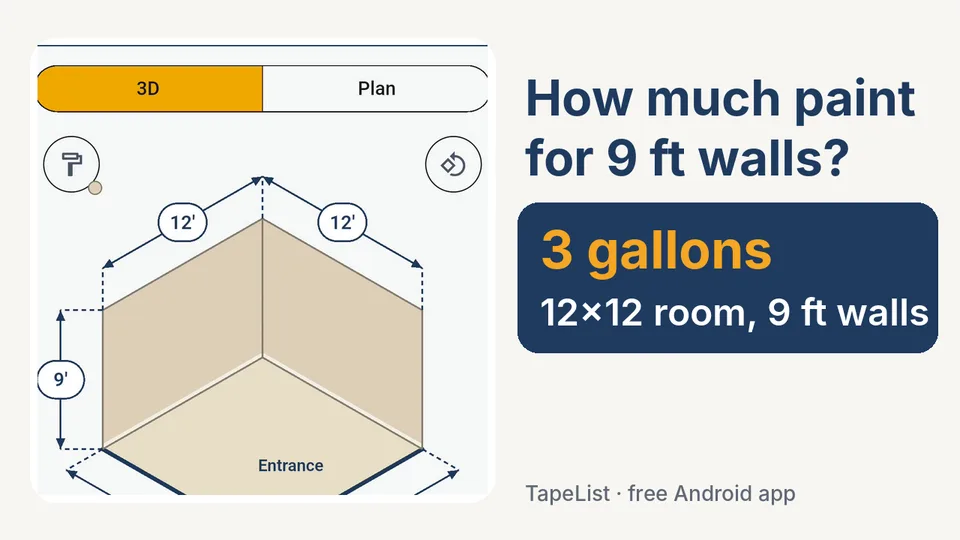 3D
Plan
12'
12'
9'
Entrance
How much paint
for 9 ft walls?
3 gallons
12×12 room, 9 ft walls
TapeList · free Android app